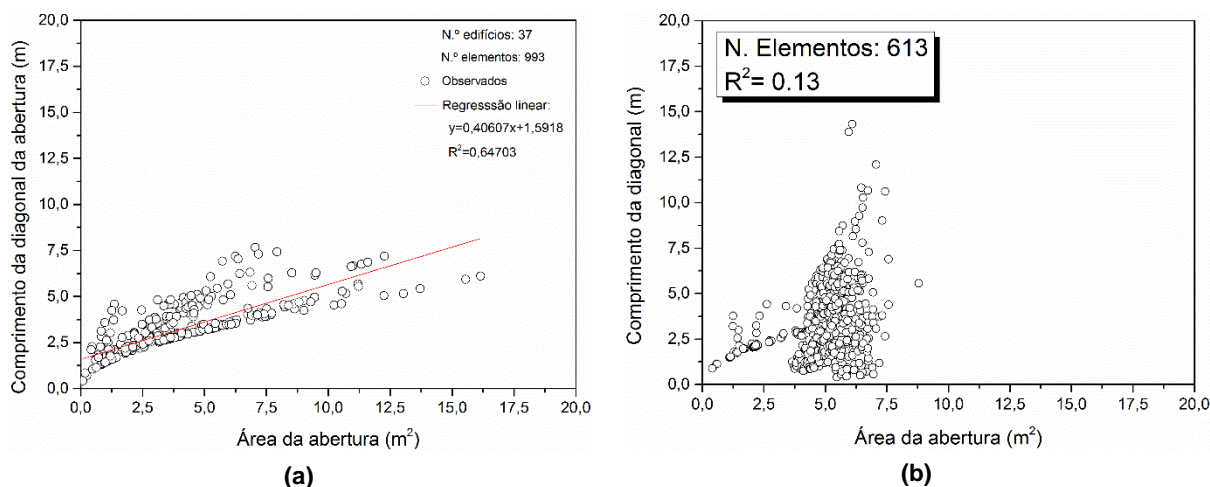 20,0
17,5
15,0
12,5
10,0
7,5
5,0
2,5
0,0
Comprimento da diagonal da abertura (m)
N.º edifícios: 37
N.º elementos: 993
Observados
Regresssão linear:
y=0,40607x+1,5918
R²=0,64703
0,0 2,5 5,0 7,5 10,0 12,5 15,0 17,5 20,0
Área da abertura (m²)
(a)
20,0
17,5
15,0
12,5
10,0
7,5
5,0
2,5
0,0
Comprimento da diagonal (m)
N. Elementos: 613
R²= 0.13
0,0 2,5 5,0 7,5 10,0 12,5 15,0 17,5 20,0
Área da abertura (m²)
(b)